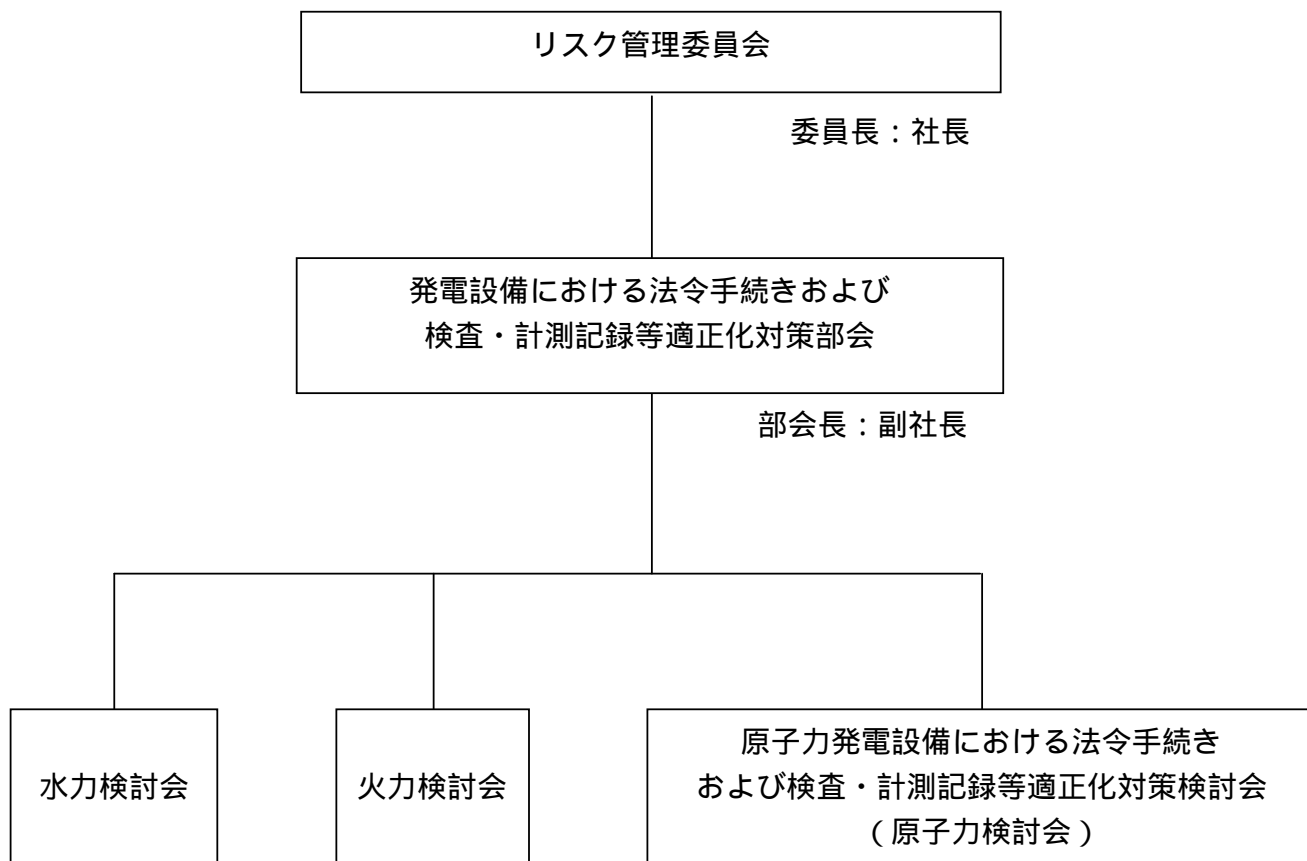 リスク管理委員会
委員長：社長
発電設備における法令手続きおよび
検査・計測記録等適正化対策部会
部会長：副社長
水力検討会
火力検討会
原子力発電設備における法令手続き
および検査・計測記録等適正化対策検討会
（原子力検討会）